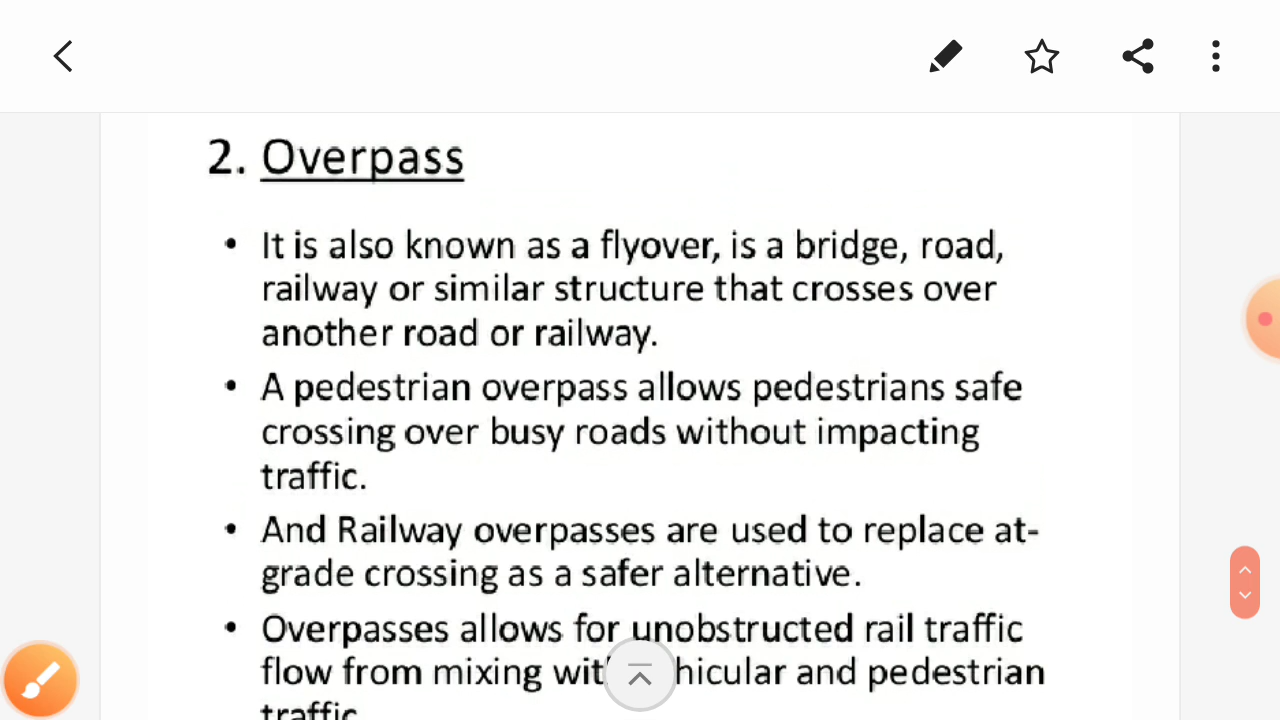 2. Overpass
• It is also known as a flyover, is a bridge, road,
railway or similar structure that crosses over
another road or railway.
• A pedestrian overpass allows pedestrians safe
crossing over busy roads without impacting
traffic.
• And Railway overpasses are used to replace at-
grade crossing as a safer alternative.
• Overpasses allows for unobstructed rail traffic
flow from mixing and pedestrian
traffic